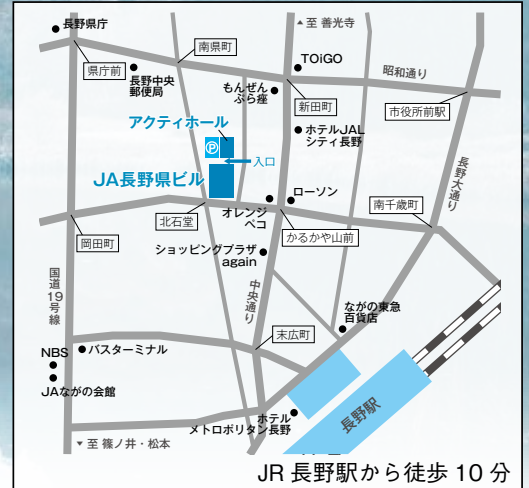 長野県庁
▲至 善光寺
南県町
TOiGO
県庁前
長野中央
郵便局
昭和通り
もんぜん
ぷら座
新田町
市役所前駅
アクティホール
P
ホテルJAL
シティ長野
入口
長野大通り
JA長野県ビル
ローソン
オレンジ
ペコ
南千歳町
北石堂
かるかや山前
岡田町
ショッピングプラザ
again
国道19号線
中央通り
ながの東急
百貨店
末広町
NBS
バスターミナル
JAながの会館
長野駅
ホテル
メトロポリタン長野
▼至 篠ノ井・松本
JR 長野駅から徒歩 10 分